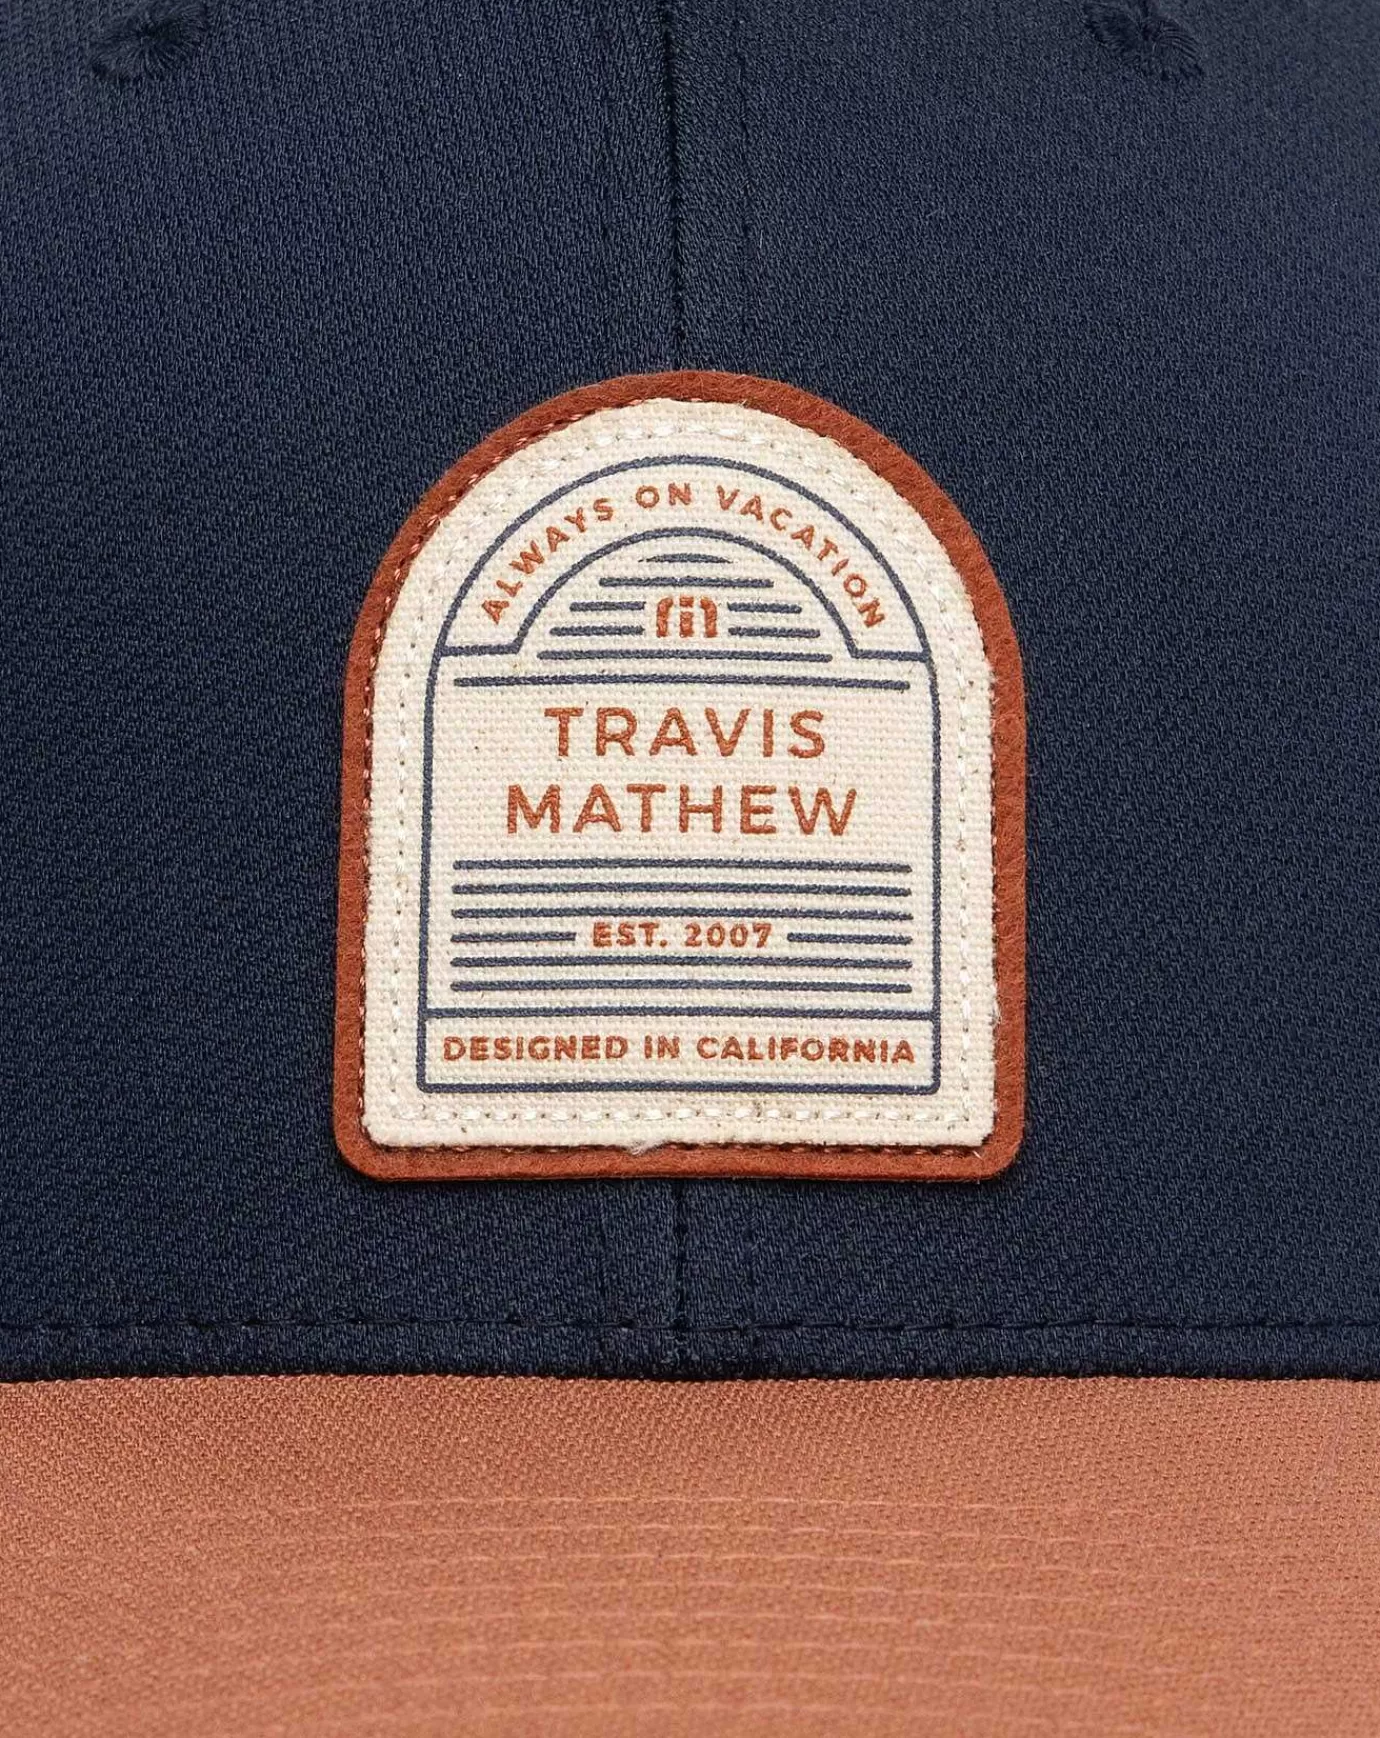 ALWAYS ON VACATION
TRAVIS
MATHEW
EST. 2007
DESIGNED IN CALIFORNIA